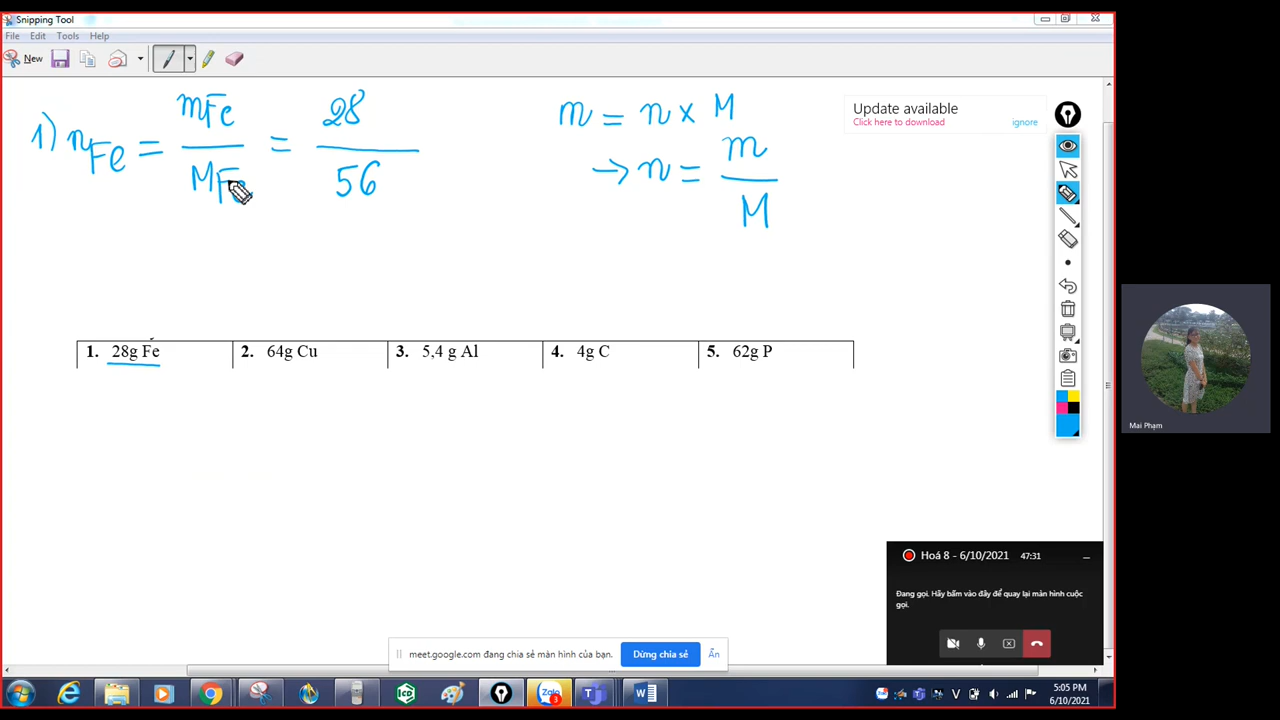 Snipping Tool
File Edit Tools Help
New
1) nFe = mFe / MFe = 28 / 56
m = n x M
→ n = m / M
Update available
Click here to download ignore
1. 28g Fe 2. 64g Cu 3. 5,4 g Al 4. 4g C 5. 62g P
Mai Phạm
Hoá 8 - 6/10/2021 47:31
Đang gọi. Hãy bấm vào đây để quay lại màn hình cuộc
gọi.
meet.google.com đang chia sẻ màn hình của bạn. Dừng chia sẻ Ẩn
5:05 PM
6/10/2021